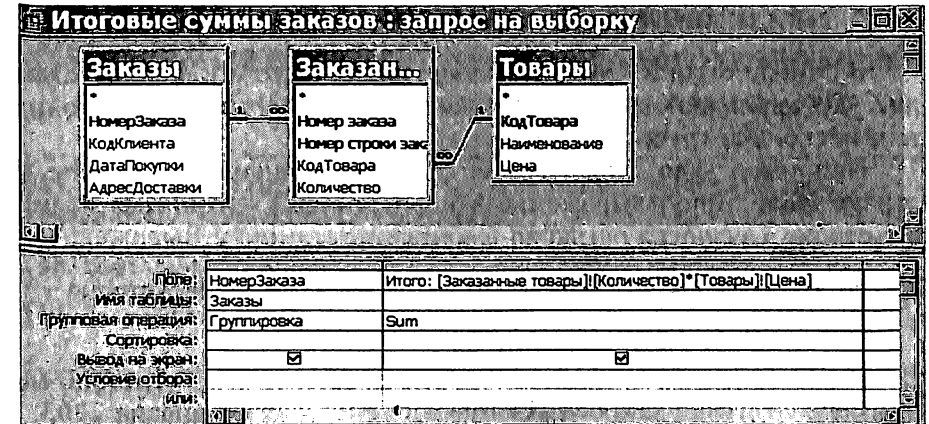 Итоговые суммы заказов : запрос на выборку
Заказы
*
НомерЗаказа
КодКлиента
ДатаПокупки
АдресДоставки
1 ∞
Заказан...
*
Номер заказа
Номер строки зак
КодТовара
Количество
∞ 1
Товары
*
КодТовара
Наименование
Цена
Поле: НомерЗаказа Итого: [Заказанные товары]![Количество]*[Товары]![Цена]
Имя таблицы: Заказы
Групповая операция: Группировка Sum
Сортировка:
Вывод на экран:
Условие отбора:
или: